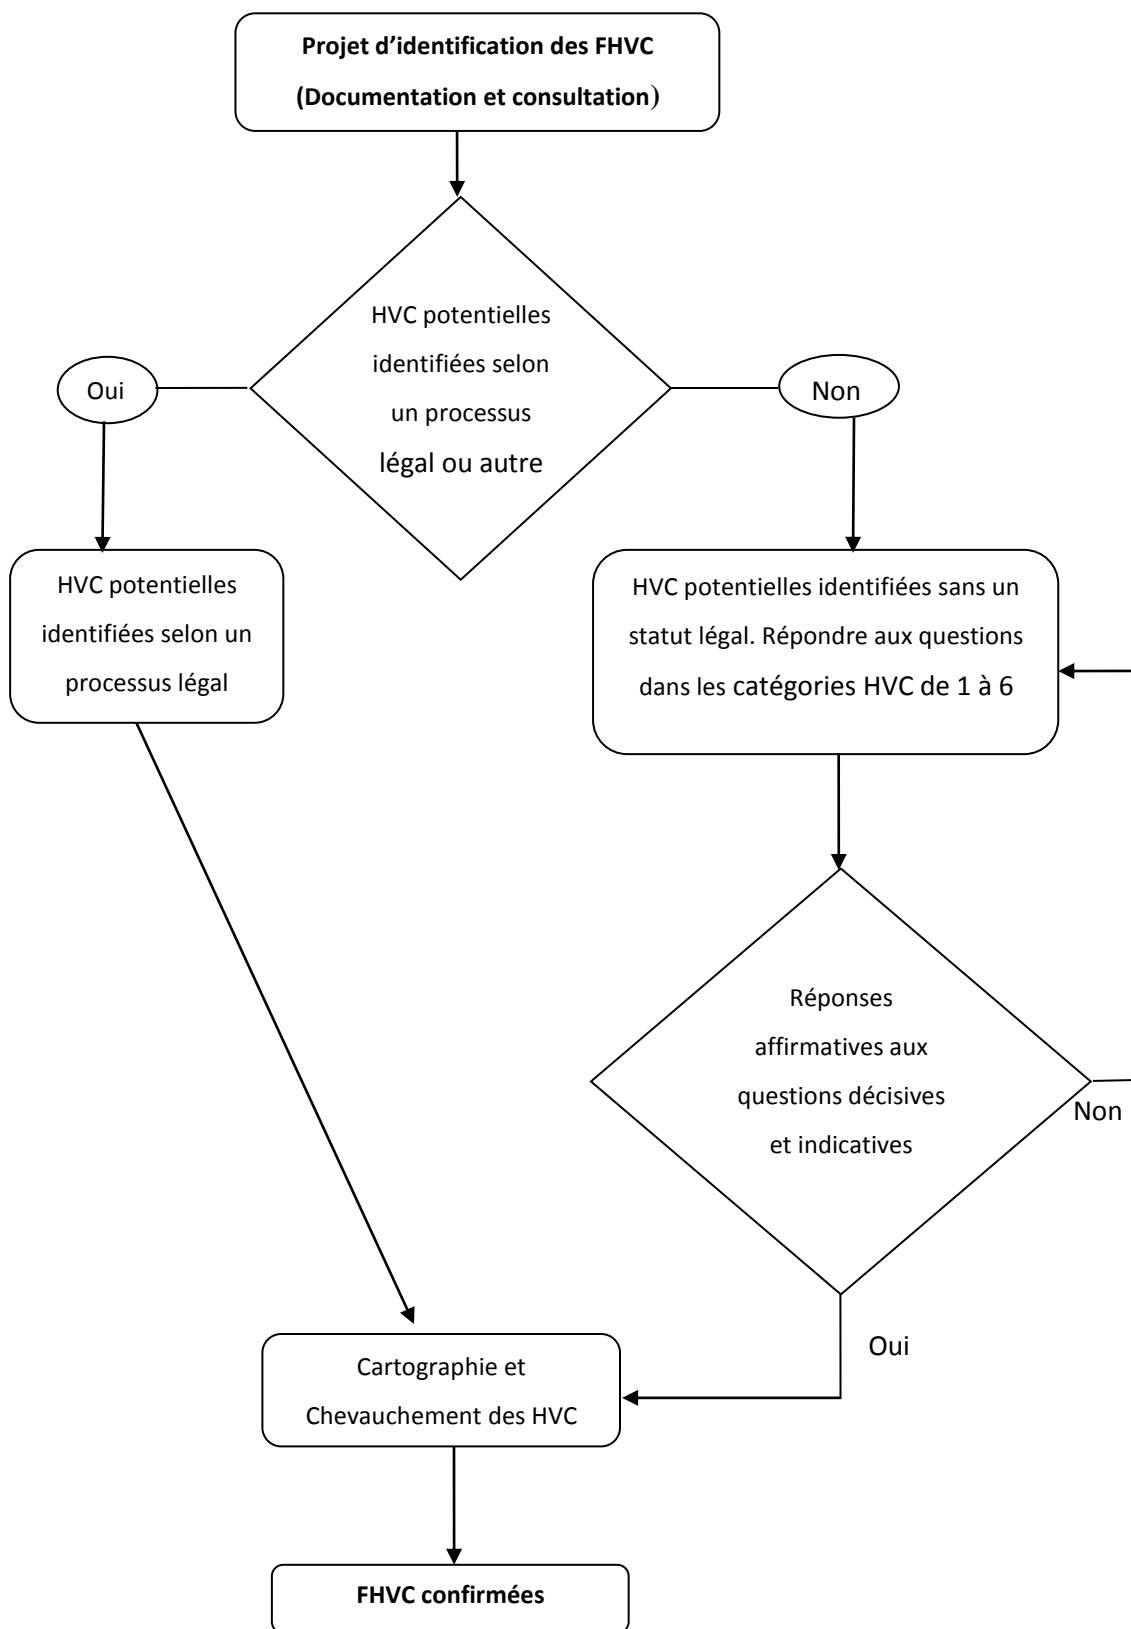 Projet d’identification des FHVC
(Documentation et consultation)
HVC potentielles
identifiées selon
un processus
légal ou autre
Oui
Non
HVC potentielles
identifiées selon un
processus légal
HVC potentielles identifiées sans un
statut légal. Répondre aux questions
dans les catégories HVC de 1 à 6
Réponses
affirmatives aux
questions décisives
et indicatives
Non
Oui
Cartographie et
Chevauchement des HVC
FHVC confirmées